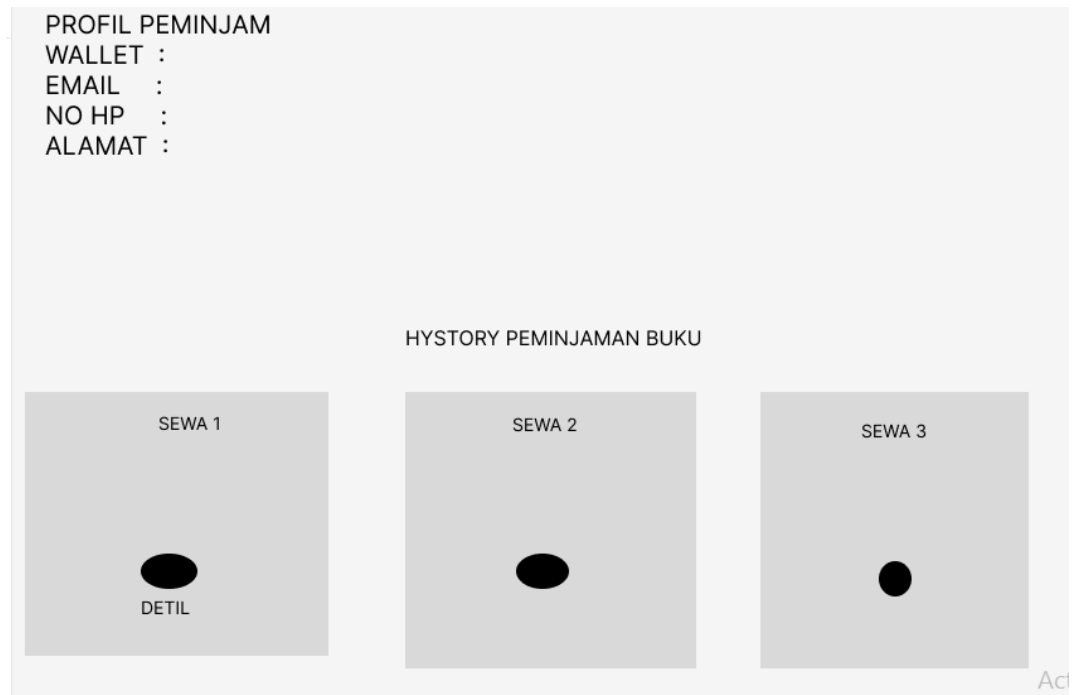 PROFIL PEMINJAM
WALLET :
EMAIL :
NO HP :
ALAMAT :
HYSTORY PEMINJAMAN BUKU
SEWA 1
SEWA 2
SEWA 3
DETIL